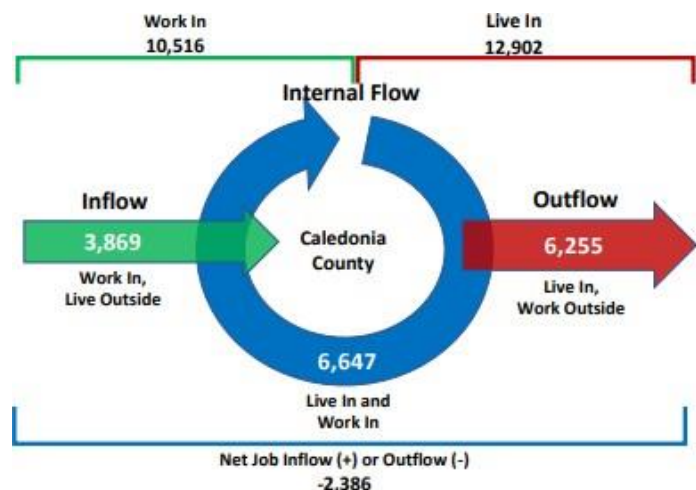 Work In
10,516
Live In
12,902
Internal Flow
Inflow
3,869
Work In,
Live Outside
Caledonia
County
Outflow
6,255
Live In,
Work Outside
6,647
Live In and
Work In
Net Job Inflow (+) or Outflow (-)
-2,386